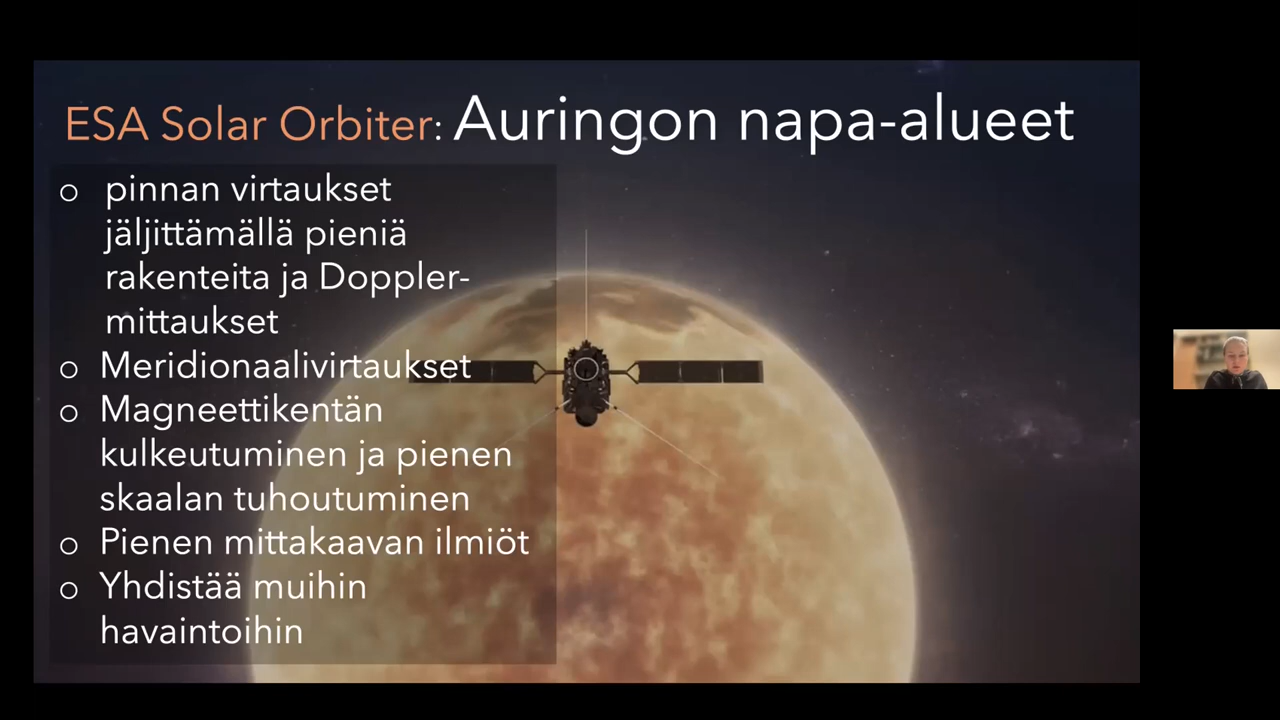 ESA Solar Orbiter: Auringon napa-alueet
o pinnan virtaukset
jäljittämällä pieniä
rakenteita ja Doppler-
mittaukset
o Meridionaalivirtaukset
o Magneettikentän
kulkeutuminen ja pienen
skaalan tuhoutuminen
o Pienen mittakaavan ilmiöt
o Yhdistää muihin
havaintoihin